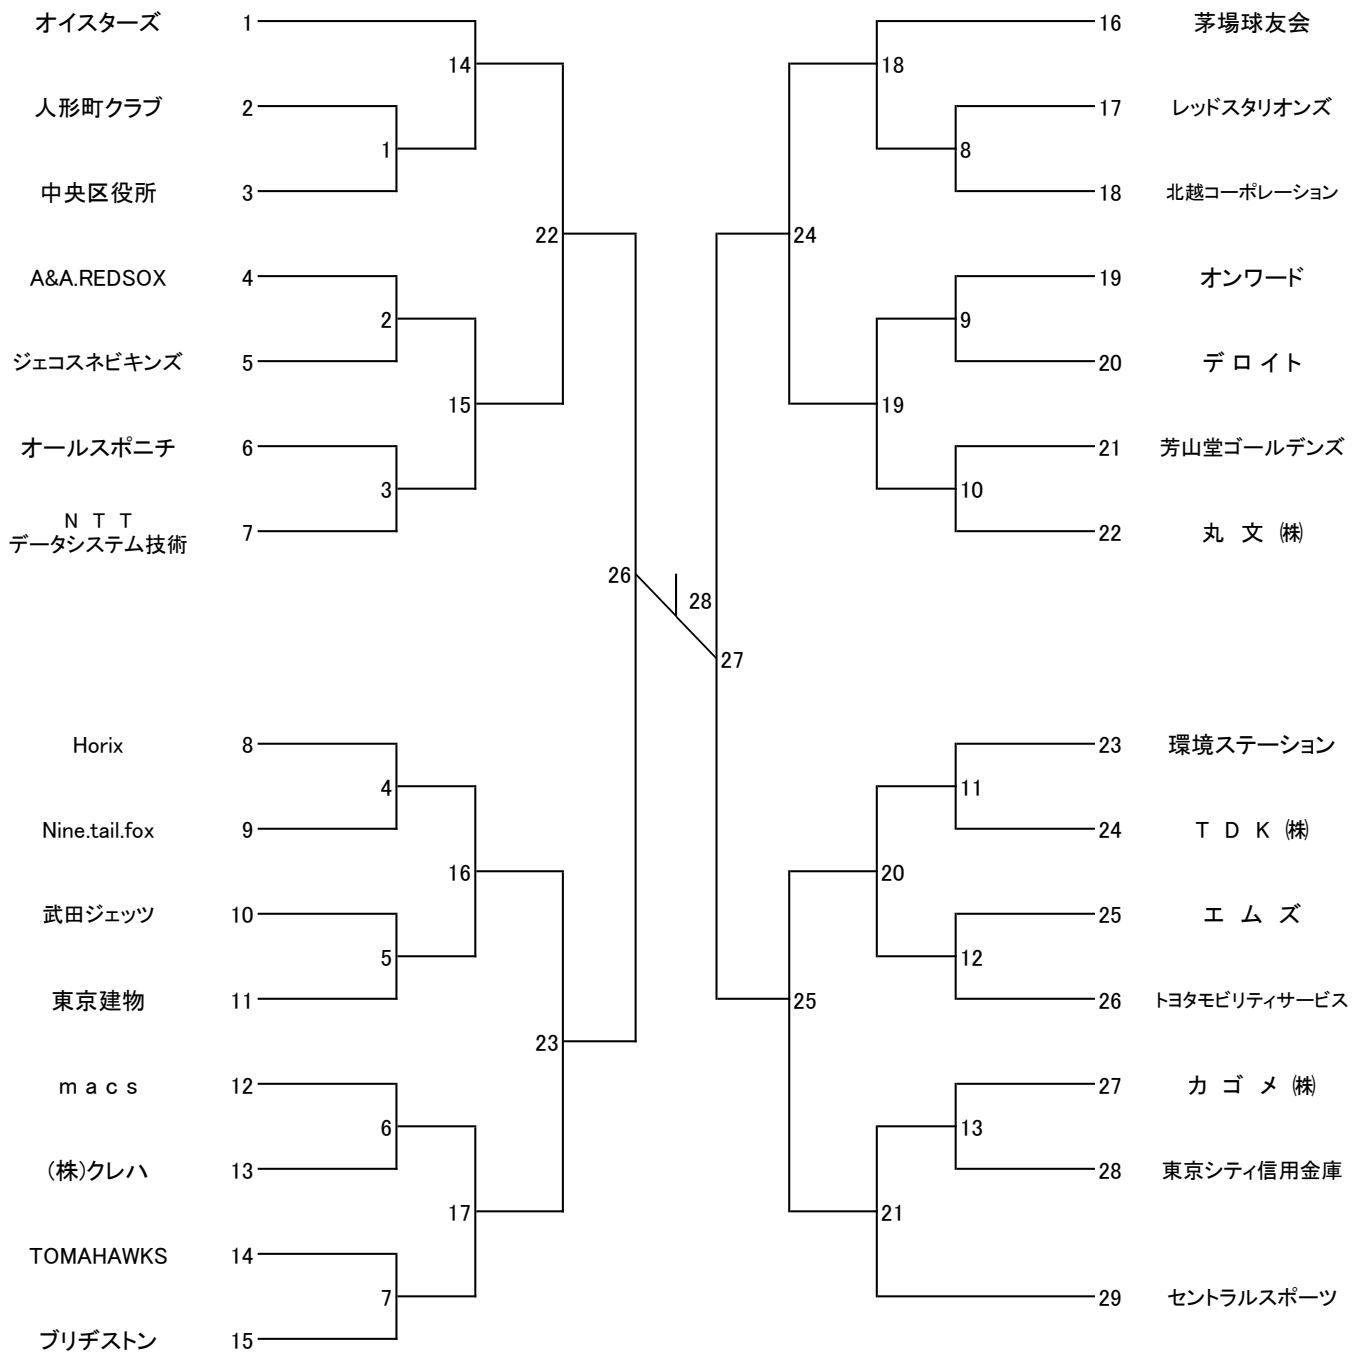 オイスターズ 1
14
人形町クラブ 2
1
中央区役所 3
22
A&A.REDSOX 4
2
ジェコスネビキンズ 5
15
オールスポニチ 6
3
N T T
データシステム技術 7
26
28
27
Horix 8
4
Nine.tail.fox 9
16
武田ジェッツ 10
5
東京建物 11
23
m a c s 12
6
(株)クレハ 13
17
TOMAHAWKS 14
7
ブリヂストン 15
16 茅場球友会
18
17 レッドスタリオンズ
8
18 北越コーポレーション
24
19 オンワード
9
20 デ ロ イ ト
19
21 芳山堂ゴールデンズ
10
22 丸 文 ㈱
23 環境ステーション
11
24 T D K ㈱
20
25 エ ム ズ
12
26 トヨタモビリティサービス
25
27 カ ゴ メ ㈱
13
28 東京シティ信用金庫
21
29 セントラルスポーツ